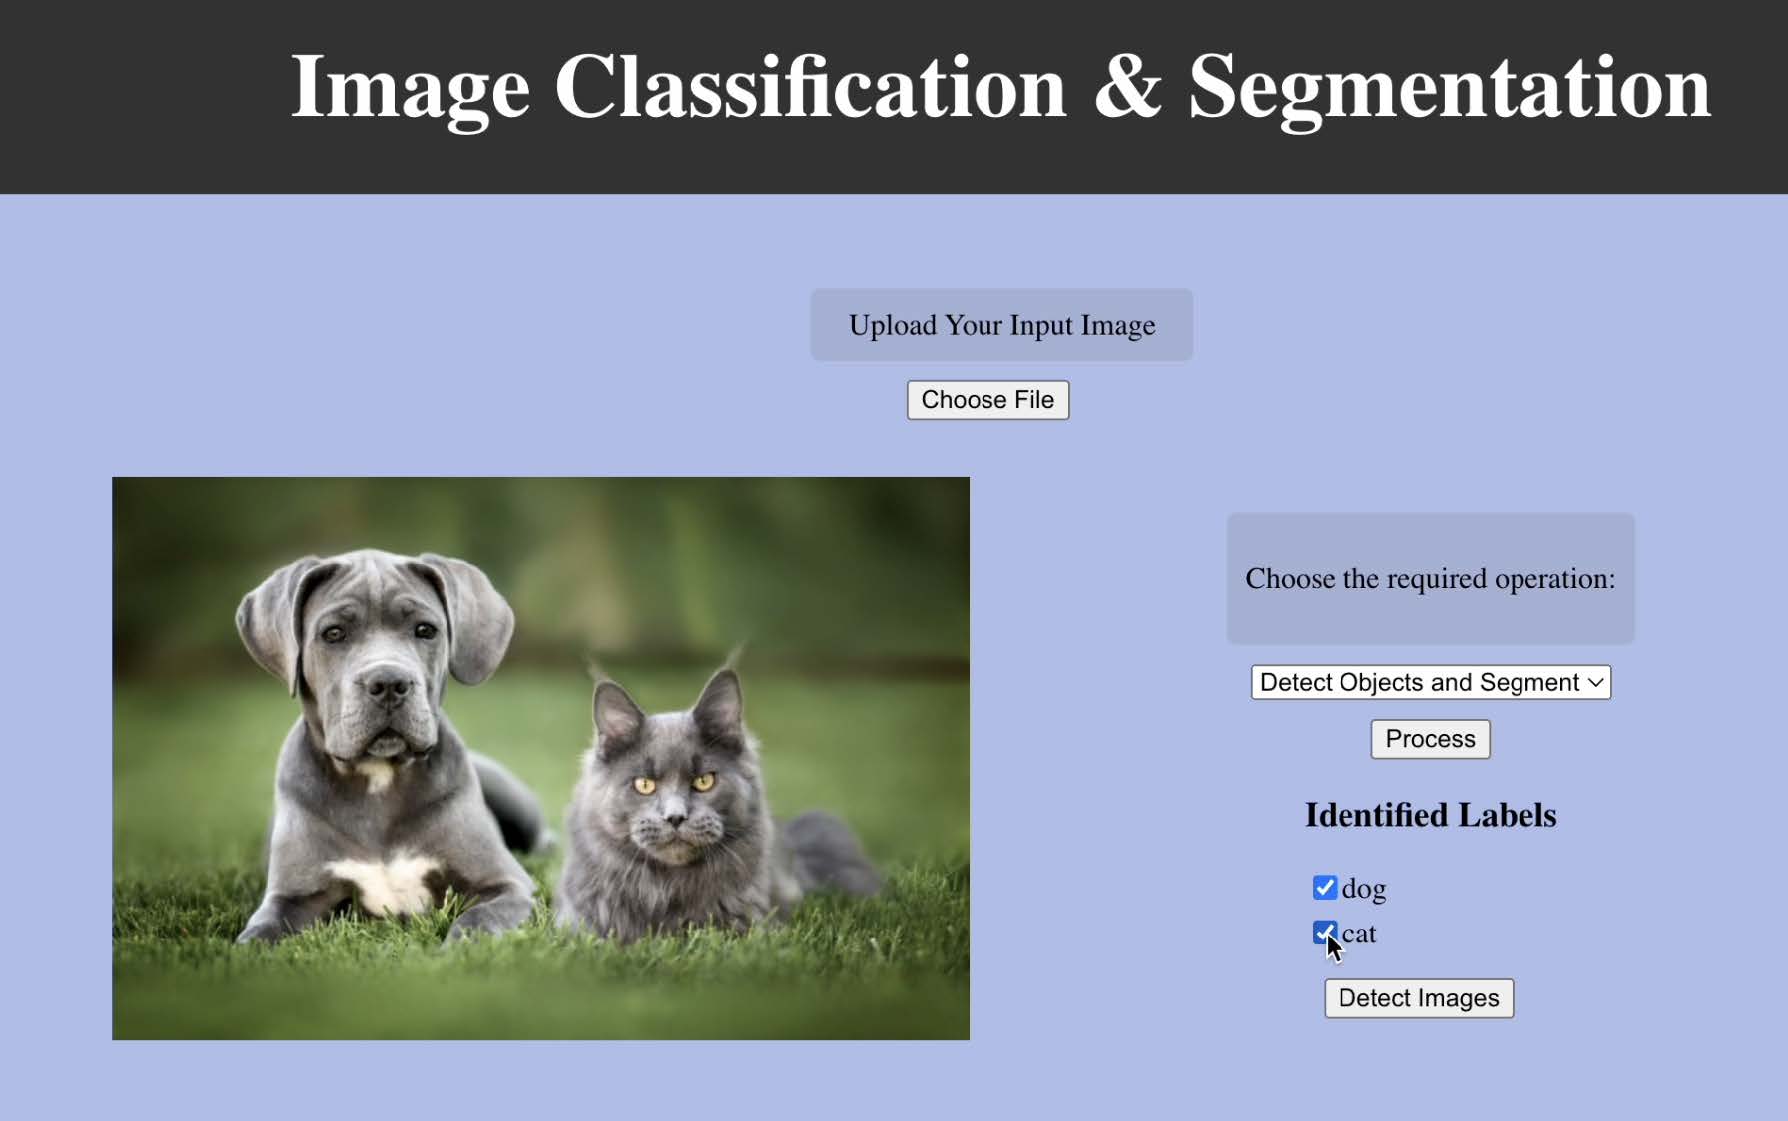 Image Classification & Segmentation
Upload Your Input Image
Choose File
Choose the required operation:
Detect Objects and Segment
Process
Identified Labels
dog
cat
Detect Images